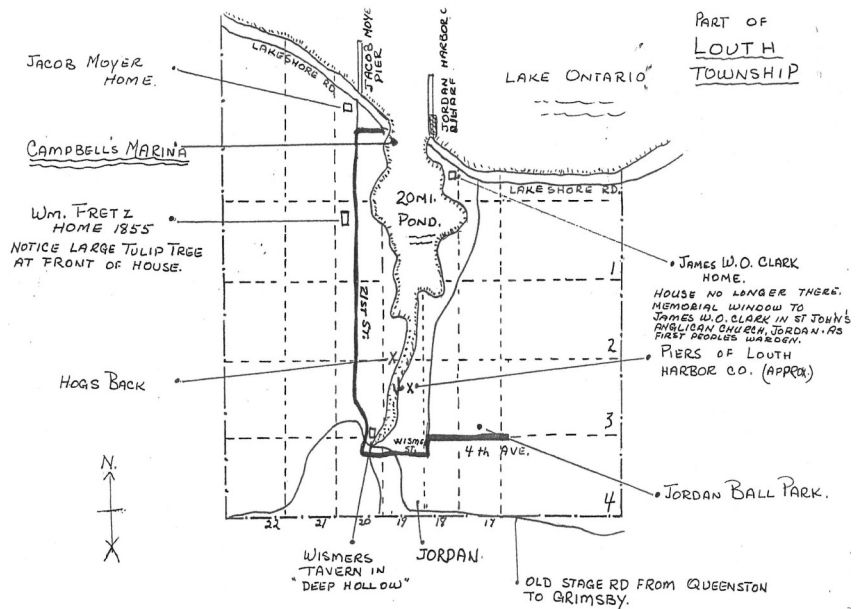 PART OF
LOUTH
TOWNSHIP
JACOB MOYER
HOME.
LAKESHORE RD.
JACOB MOYE
PIER
JORDAN HARBOR C
WHARF
LAKE ONTARIO
CAMPBELL'S MARINA
LAKESHORE RD.
20 MI.
POND.
WM. FRETZ
HOME 1855
NOTICE LARGE TULIP TREE
AT FRONT OF HOUSE.
1
JAMES W.O. CLARK
HOME.
HOUSE NO LONGER THERE.
MEMORIAL WINDOW TO
JAMES W.O. CLARK IN ST JOHN'S
ANGLICAN CHURCH, JORDAN. AS
FIRST PEOPLES WARDEN.
21ST ST.
2
HOGS BACK
X
X
PIERS OF LOUTH
HARBOR CO. (APPROX.)
3
WISME
ST.
4th AVE.
N.
4
JORDAN BALL PARK.
22
21
20
19
18
17
WISMERS
TAVERN IN
"DEEP HOLLOW"
JORDAN.
OLD STAGE RD FROM QUEENSTON
TO GRIMSBY.